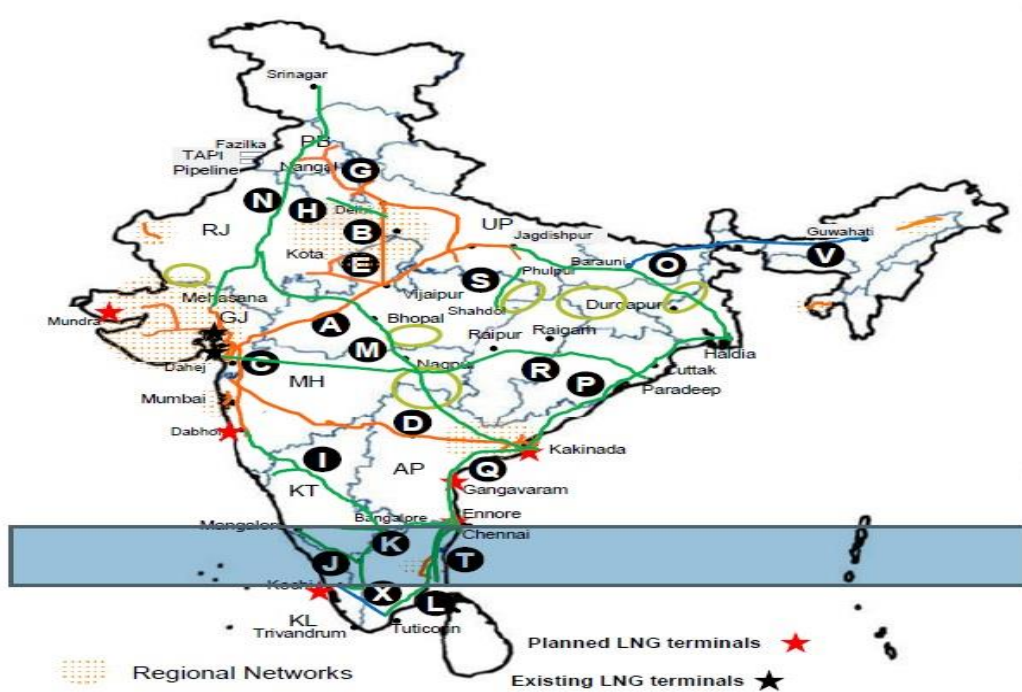 Srinagar
PB
Fazilka
TAPI
Pipeline
Nangal
G
N
H
Delhi
RJ
B
UP
Jagdishpur
Guwahati
Kota
E
Barauni
O
V
Phulpur
S
Mehasana
Vijaipur
Shahdol
Durgapur
Mundra
GJ
A
Bhopal
Raipur
Raigarh
M
Haldia
Dahej
C
Nagpur
MH
R
P
Cuttak
Paradeep
Mumbai
D
Dabhol
Kakinada
I
AP
Q
KT
Gangavaram
Ennore
Bangalore
Mangalore
Chennai
K
J
T
Kochi
X
L
KL
Trivandrum
Tuticorin
Planned LNG terminals
Regional Networks
Existing LNG terminals